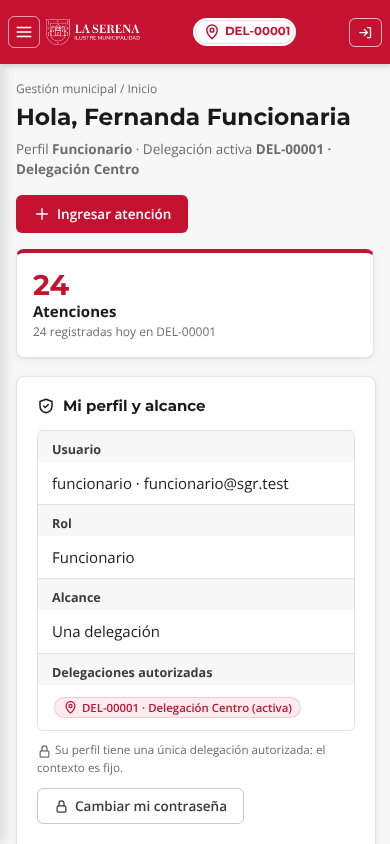 LA SERENA
ILUSTRE MUNICIPALIDAD
DEL-00001
Gestión municipal / Inicio
Hola, Fernanda Funcionaria
Perfil Funcionario · Delegación activa DEL-00001 ·
Delegación Centro
Ingresar atención
24
Atenciones
24 registradas hoy en DEL-00001
Mi perfil y alcance
Usuario
funcionario · funcionario@sgr.test
Rol
Funcionario
Alcance
Una delegación
Delegaciones autorizadas
DEL-00001 · Delegación Centro (activa)
Su perfil tiene una única delegación autorizada: el
contexto es fijo.
Cambiar mi contraseña